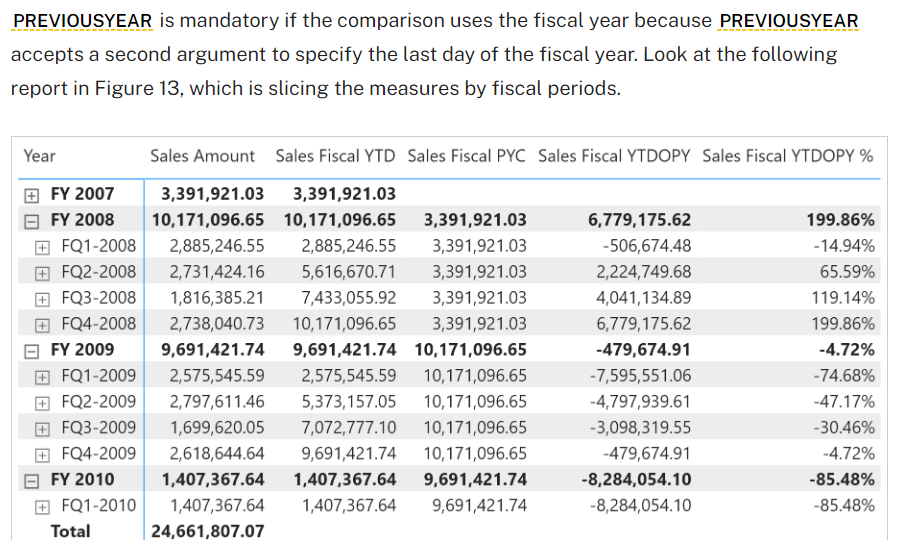 PREVIOUSYEAR is mandatory if the comparison uses the fiscal year because PREVIOUSYEAR
accepts a second argument to specify the last day of the fiscal year. Look at the following
report in Figure 13, which is slicing the measures by fiscal periods.
Year Sales Amount Sales Fiscal YTD Sales Fiscal PYC Sales Fiscal YTDOPY Sales Fiscal YTDOPY %
FY 2007 3,391,921.03 3,391,921.03
FY 2008 10,171,096.65 10,171,096.65 3,391,921.03 6,779,175.62 199.86%
FQ1-2008 2,885,246.55 2,885,246.55 3,391,921.03 -506,674.48 -14.94%
FQ2-2008 2,731,424.16 5,616,670.71 3,391,921.03 2,224,749.68 65.59%
FQ3-2008 1,816,385.21 7,433,055.92 3,391,921.03 4,041,134.89 119.14%
FQ4-2008 2,738,040.73 10,171,096.65 3,391,921.03 6,779,175.62 199.86%
FY 2009 9,691,421.74 9,691,421.74 10,171,096.65 -479,674.91 -4.72%
FQ1-2009 2,575,545.59 2,575,545.59 10,171,096.65 -7,595,551.06 -74.68%
FQ2-2009 2,797,611.46 5,373,157.05 10,171,096.65 -4,797,939.61 -47.17%
FQ3-2009 1,699,620.05 7,072,777.10 10,171,096.65 -3,098,319.55 -30.46%
FQ4-2009 2,618,644.64 9,691,421.74 10,171,096.65 -479,674.91 -4.72%
FY 2010 1,407,367.64 1,407,367.64 9,691,421.74 -8,284,054.10 -85.48%
FQ1-2010 1,407,367.64 1,407,367.64 9,691,421.74 -8,284,054.10 -85.48%
Total 24,661,807.07